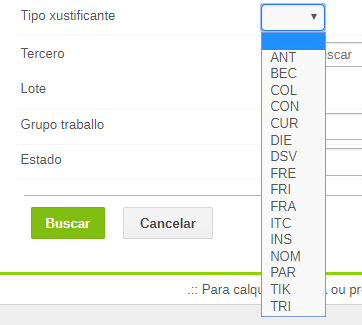 Tipo xustificante
Tercero
scar
Lote
Grupo traballo
Estado
ANT
BEC
COL
CON
CUR
DIE
DSV
FRE
FRI
FRA
ITC
INS
NOM
PAR
TIK
TRI
Buscar Cancelar
.:: Para calqu a ou pr